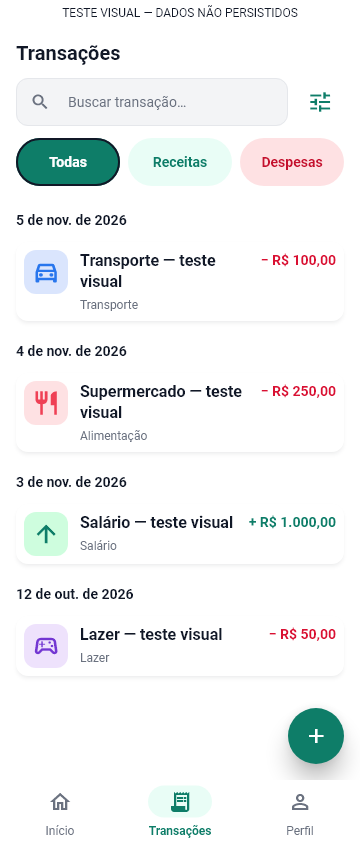 TESTE VISUAL — DADOS NÃO PERSISTIDOS
Transações
Buscar transação…
Todas
Receitas
Despesas
5 de nov. de 2026
Transporte — teste
visual
− R$ 100,00
Transporte
4 de nov. de 2026
Supermercado — teste
visual
− R$ 250,00
Alimentação
3 de nov. de 2026
Salário — teste visual
+ R$ 1.000,00
Salário
12 de out. de 2026
Lazer — teste visual
− R$ 50,00
Lazer
Início
Transações
Perfil